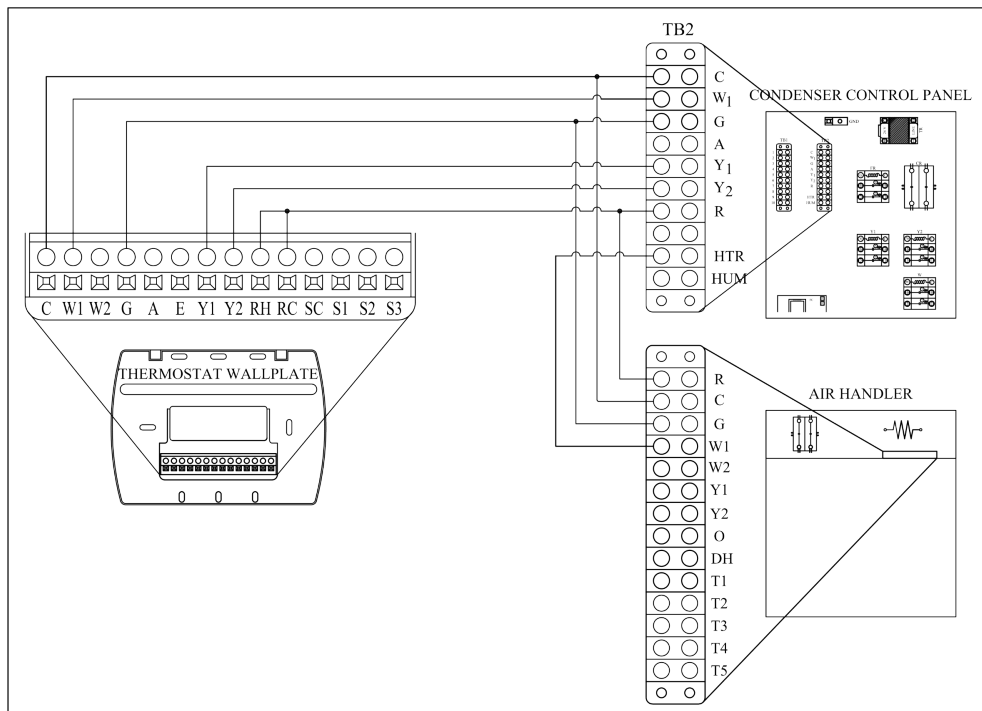 TB2
C
W1
G
A
Y1
Y2
R
HTR
HUM
CONDENSER CONTROL PANEL
GND
C W1 W2 G A E Y1 Y2 RH RC SC S1 S2 S3
THERMOSTAT WALLPLATE
R
C
G
W1
W2
Y1
Y2
O
DH
T1
T2
T3
T4
T5
AIR HANDLER